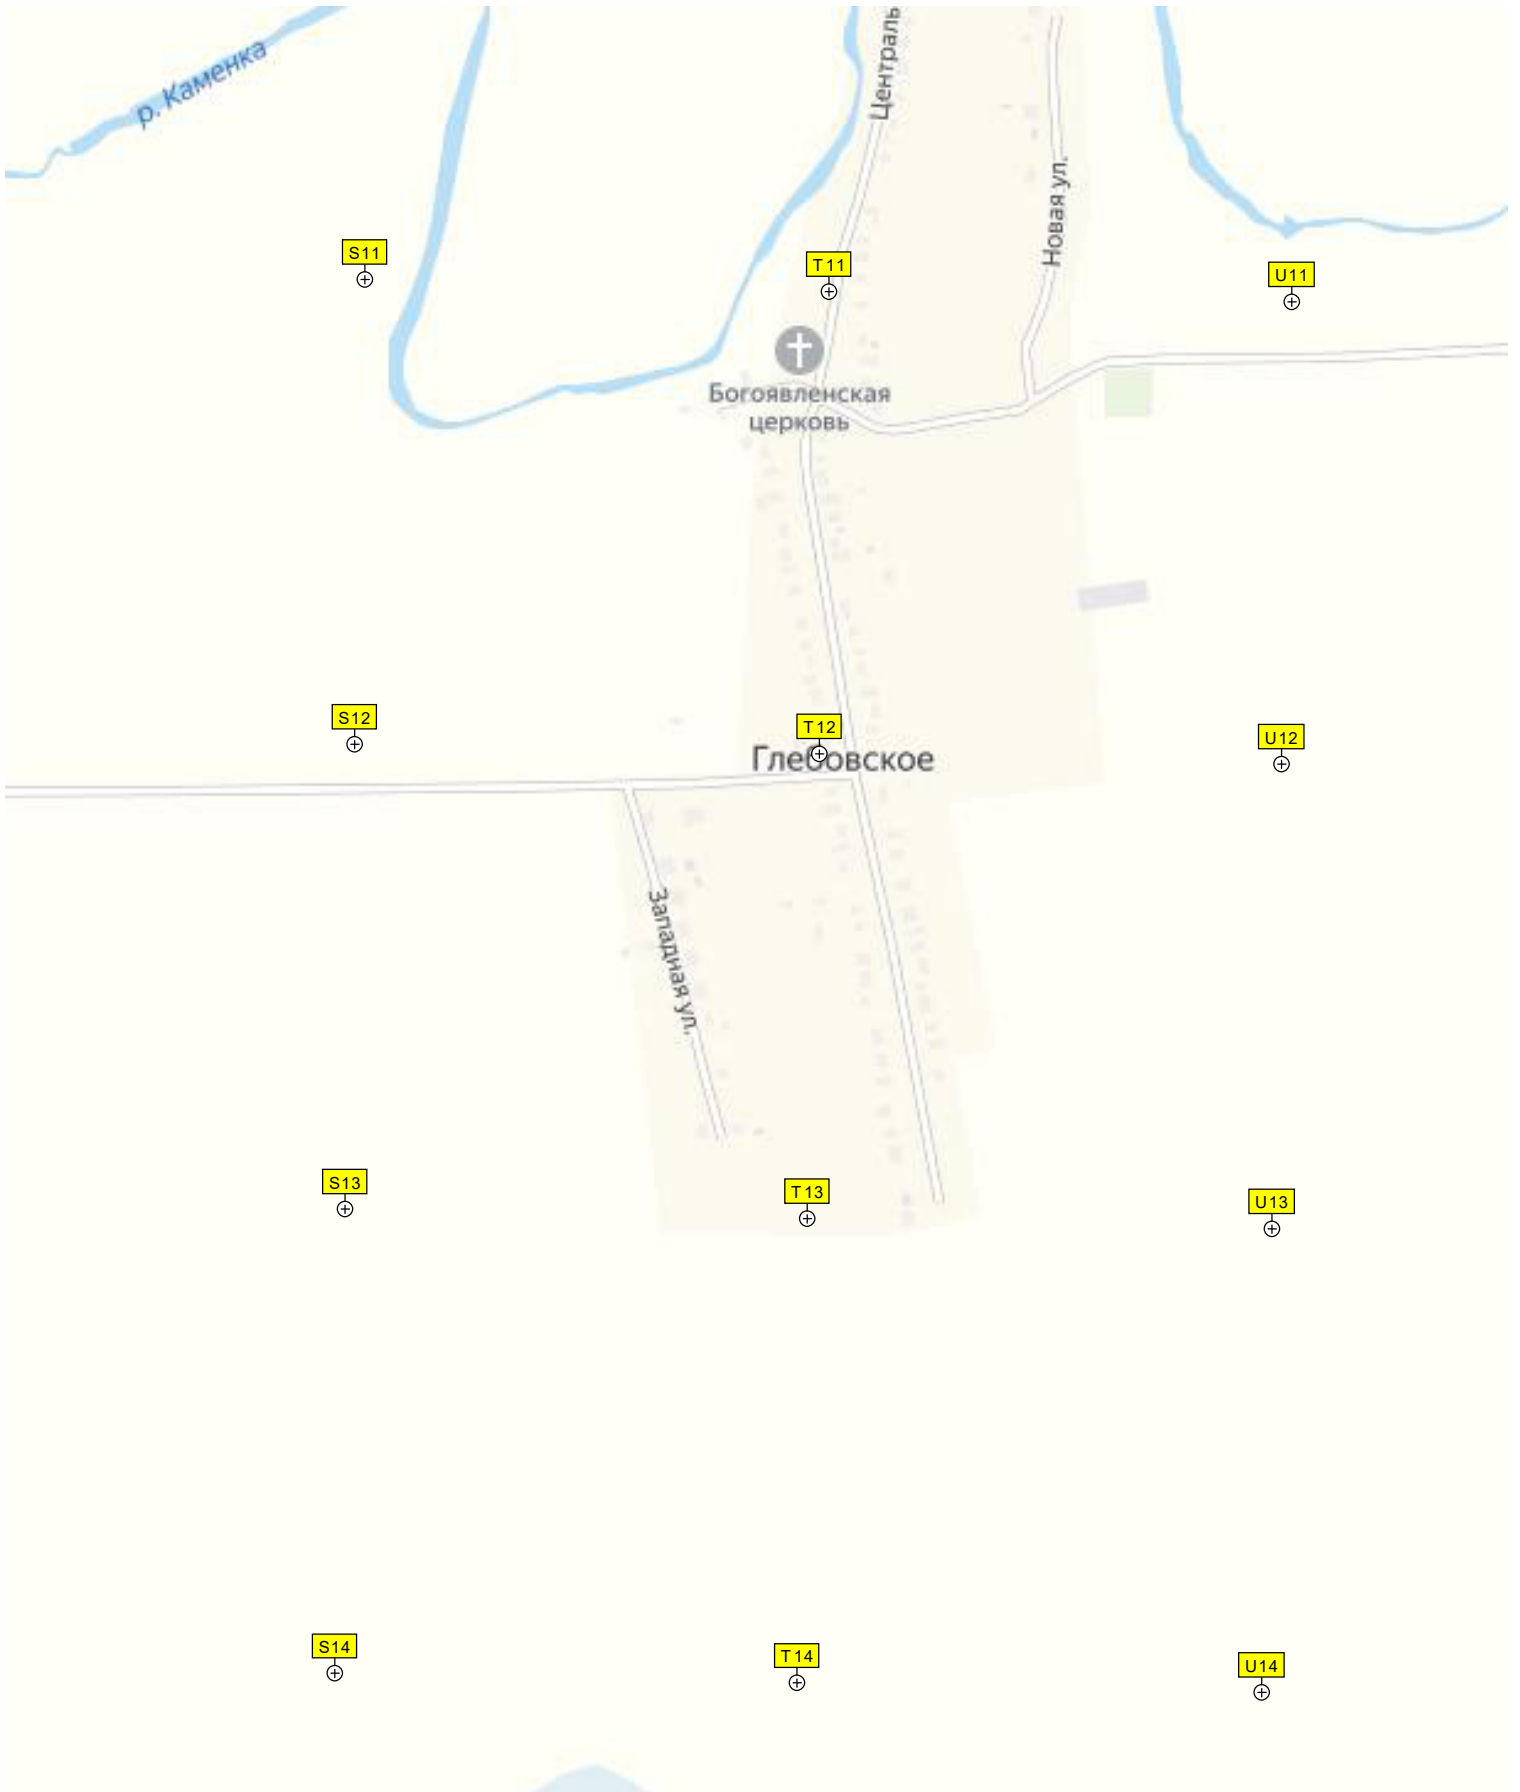 р. Каменка
Централь
Новая ул.
S11
T11
U11
Богоявленская
церковь
S12
T12
U12
Глебовское
Западная ул.
S13
T13
U13
S14
T14
U14